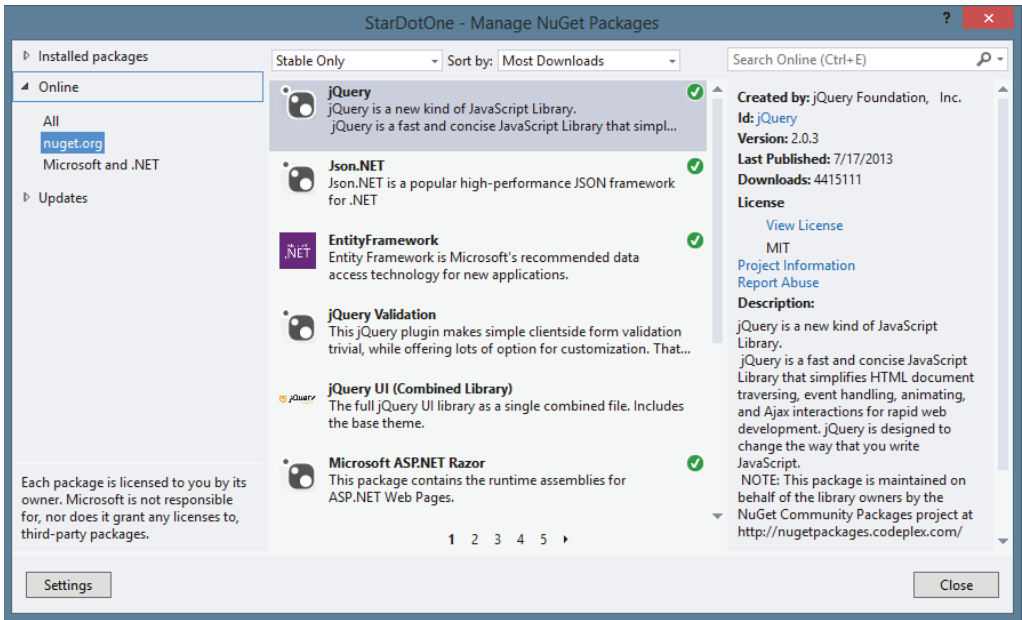 StarDotOne - Manage NuGet Packages
? ×
Installed packages
Online
All
nuget.org
Microsoft and .NET
Updates
Each package is licensed to you by its
owner. Microsoft is not responsible
for, nor does it grant any licenses to,
third-party packages.
Stable Only
Sort by: Most Downloads
jQuery
jQuery is a new kind of JavaScript Library.
jQuery is a fast and concise JavaScript Library that simpl...
Json.NET
Json.NET is a popular high-performance JSON framework
for .NET
.NET
EntityFramework
Entity Framework is Microsoft's recommended data
access technology for new applications.
jQuery Validation
This jQuery plugin makes simple clientside form validation
trivial, while offering lots of option for customization. That...
jQuery
jQuery UI (Combined Library)
The full jQuery UI library as a single combined file. Includes
the base theme.
Microsoft ASP.NET Razor
This package contains the runtime assemblies for
ASP.NET Web Pages.
1 2 3 4 5
Search Online (Ctrl+E)
Created by: jQuery Foundation, Inc.
Id: jQuery
Version: 2.0.3
Last Published: 7/17/2013
Downloads: 4415111
License
View License
MIT
Project Information
Report Abuse
Description:
jQuery is a new kind of JavaScript
Library.
jQuery is a fast and concise JavaScript
Library that simplifies HTML document
traversing, event handling, animating,
and Ajax interactions for rapid web
development. jQuery is designed to
change the way that you write
JavaScript.
NOTE: This package is maintained on
behalf of the library owners by the
NuGet Community Packages project at
http://nugetpackages.codeplex.com/
Settings
Close